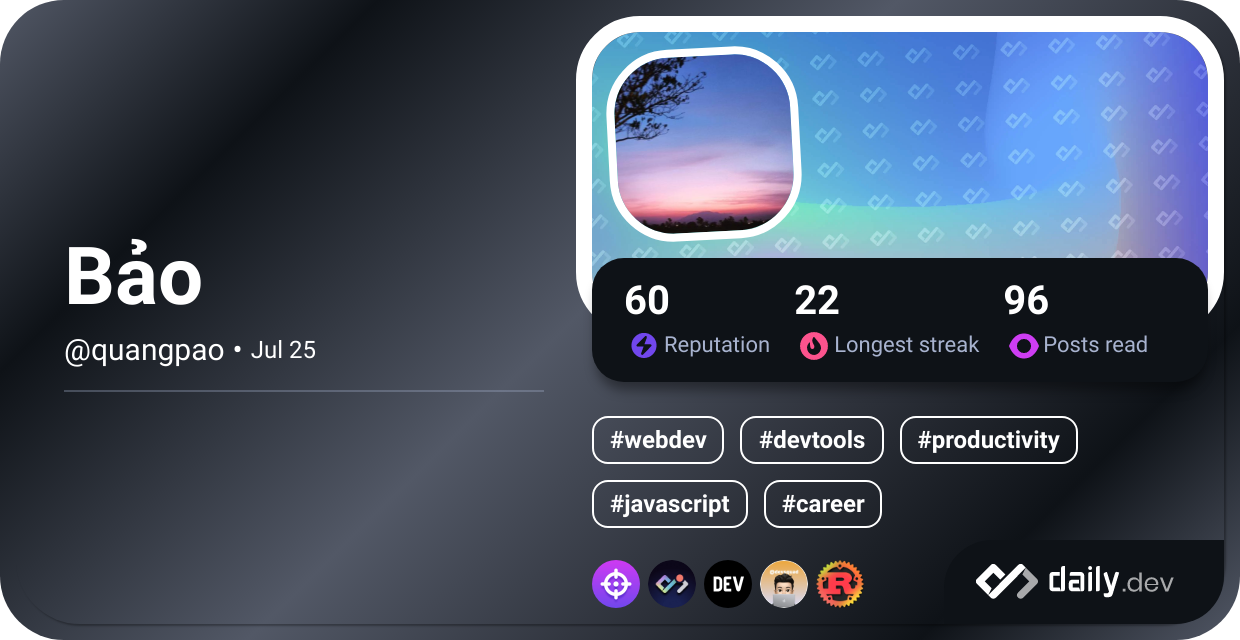 Bảo
@quangpao • Jul 25
60 22 96
Reputation Longest streak Posts read
#webdev #devtools #productivity
#javascript #career
DEV R
daily.dev